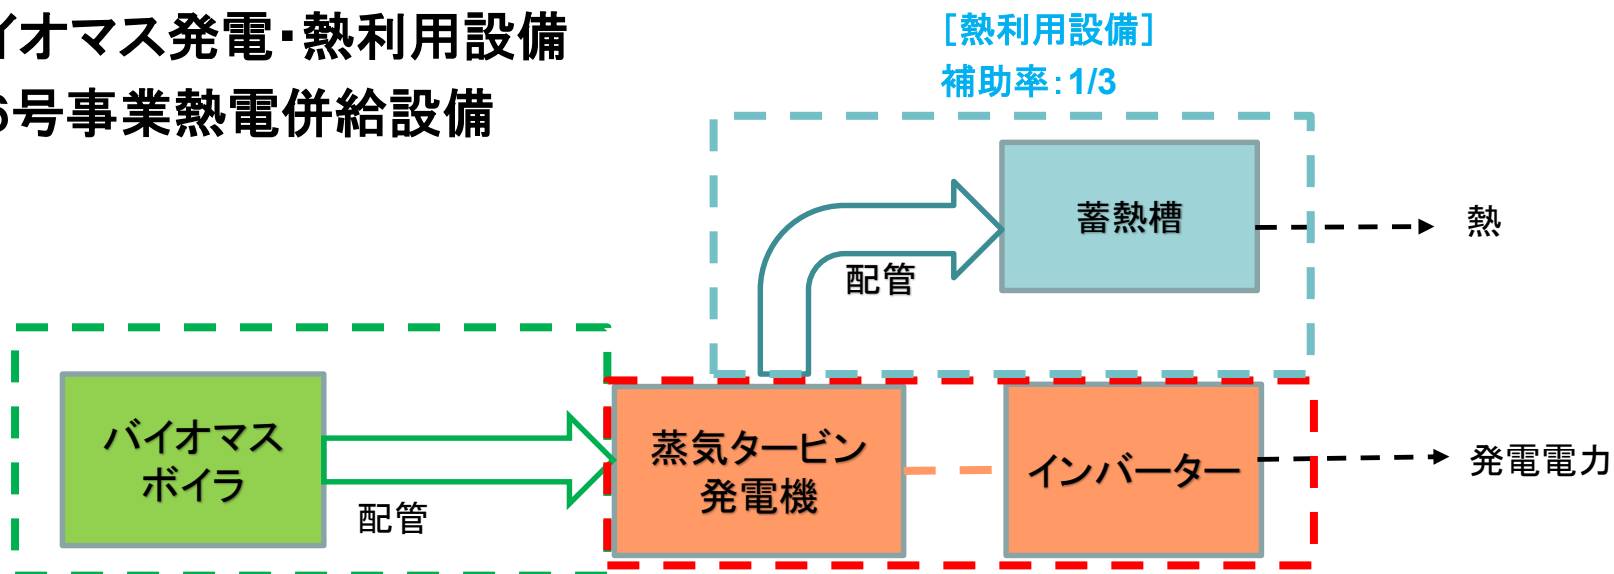 イオマス発電・熱利用設備
6号事業熱電併給設備
［熱利用設備］
補助率：1/3
蓄熱槽
熱
配管
バイオマス
ボイラ
配管
蒸気タービン
発電機
インバーター
発電電力